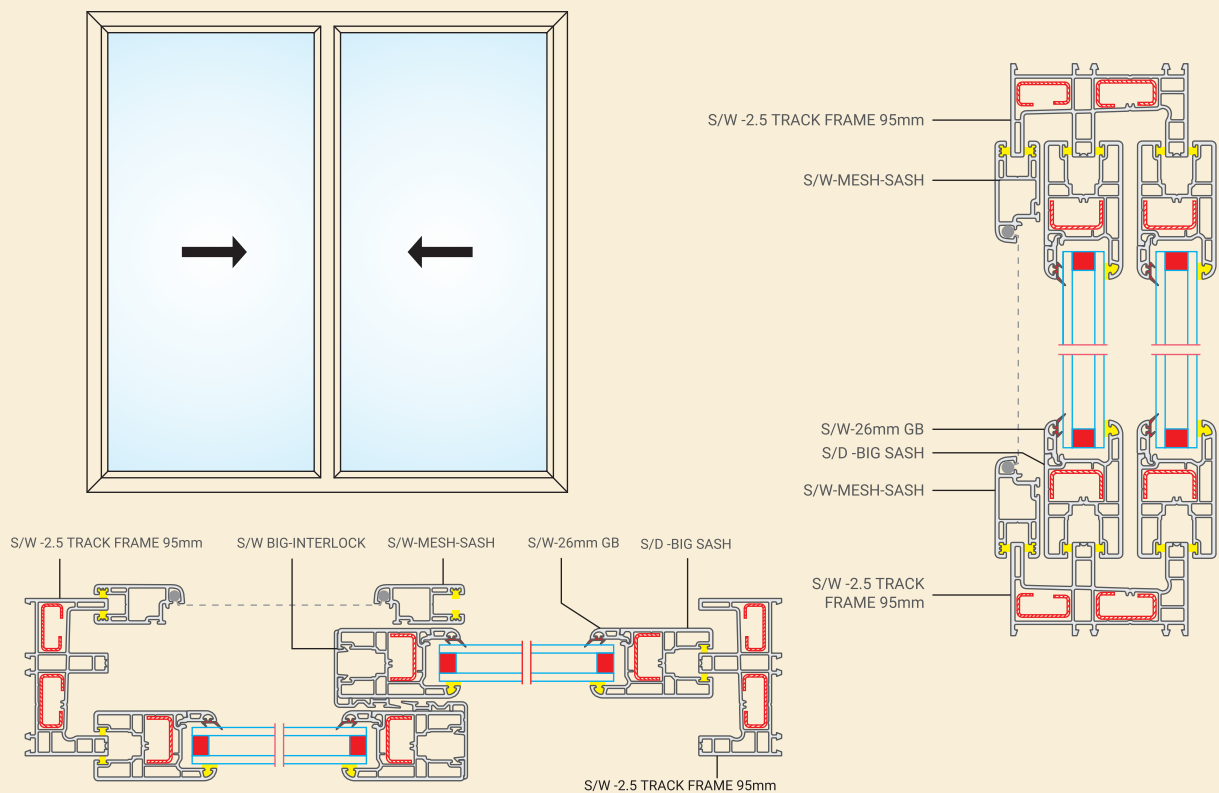 S/W -2.5 TRACK FRAME 95mm
S/W-MESH-SASH
S/W-26mm GB
S/D -BIG SASH
S/W-MESH-SASH
S/W -2.5 TRACK
FRAME 95mm
S/W -2.5 TRACK FRAME 95mm
S/W BIG-INTERLOCK
S/W-MESH-SASH
S/W-26mm GB
S/D -BIG SASH
S/W -2.5 TRACK FRAME 95mm